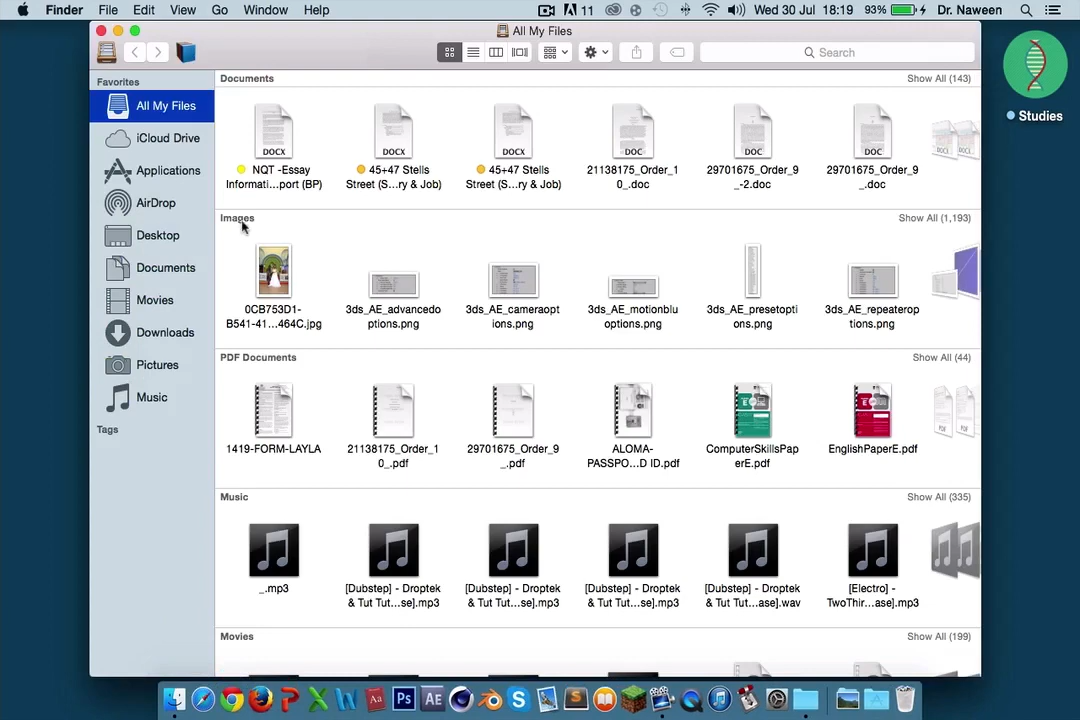 Finder File Edit View Go Window Help 11 Wed 30 Jul 18:19 93% Dr. Naween
All My Files
Search
Favorites
All My Files
iCloud Drive
Applications
AirDrop
Desktop
Documents
Movies
Downloads
Pictures
Music
Tags
Documents Show All (143)
DOCX DOCX DOCX DOC DOC DOC
NQT -Essay 45+47 Stells 45+47 Stells 21138175_Order_1 29701675_Order_9 29701675_Order_9
Informati...port (BP) Street (S...ry & Job) Street (S...ry & Job) 0_.doc _-2.doc _.doc
Images Show All (1,193)
0CB753D1- 3ds_AE_advancedo 3ds_AE_cameraopt 3ds_AE_motionblu 3ds_AE_presetopti 3ds_AE_repeaterop
B541-41...464C.jpg ptions.png ions.png options.png ons.png tions.png
PDF Documents Show All (44)
1419-FORM-LAYLA 21138175_Order_1 29701675_Order_9 ALOMA- ComputerSkillsPap EnglishPaperE.pdf
0_.pdf _.pdf PASSPO...D ID.pdf erE.pdf
PDF PDF
Music Show All (335)
_.mp3 [Dubstep] - Droptek [Dubstep] - Droptek [Dubstep] - Droptek [Dubstep] - Droptek [Electro] -
& Tut Tut...se].mp3 & Tut Tut...se].mp3 & Tut Tut...se].mp3 & Tut Tut...ase].wav TwoThir...ase].mp3
Movies Show All (199)
Studies
Aa Ps AE